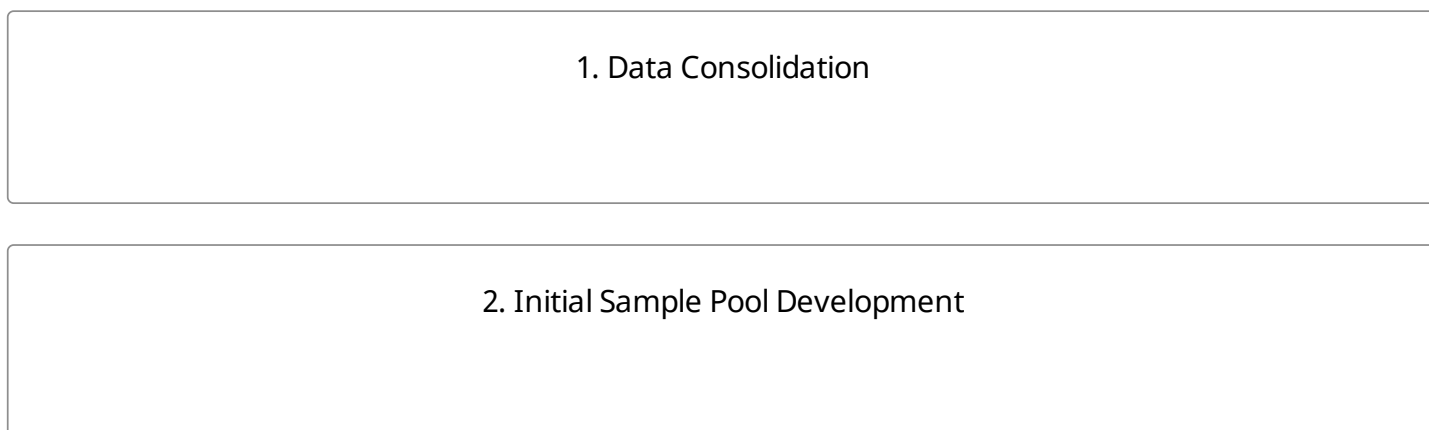 1. Data Consolidation
2. Initial Sample Pool Development